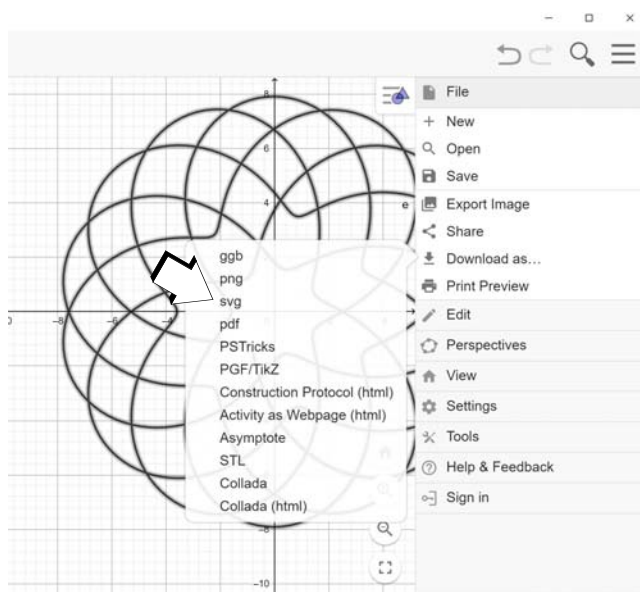 File
New
Open
Save
Export Image
Share
Download as...
Print Preview
Edit
Perspectives
View
Settings
Tools
Help & Feedback
Sign in
ggb
png
svg
pdf
PSTricks
PGF/TikZ
Construction Protocol (html)
Activity as Webpage (html)
Asymptote
STL
Collada
Collada (html)
8
6
4
e
-8
-6
-4
-8
-10